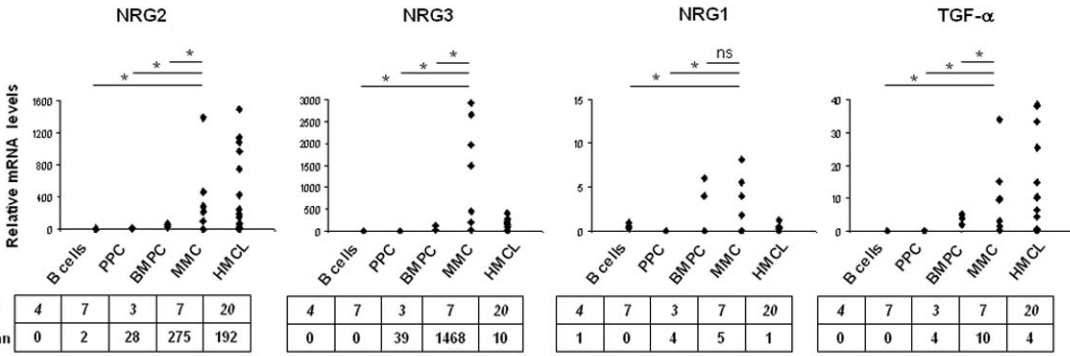 NRG2 NRG3 NRG1 TGF-α
* * ns *
* * * *
* * * *
Relative mRNA levels
1600 3000 15 40
2500
1200 30
2000 10
800 1500 20
1000 5
400 10
500
0 0 0 0
B cells PPC BMPC MMC HMCL B cells PPC BMPC MMC HMCL B cells PPC BMPC MMC HMCL B cells PPC BMPC MMC HMCL
4 7 3 7 20 4 7 3 7 20 4 7 3 7 20 4 7 3 7 20
0 2 28 275 192 0 0 39 1468 10 1 0 4 5 1 0 0 4 10 4